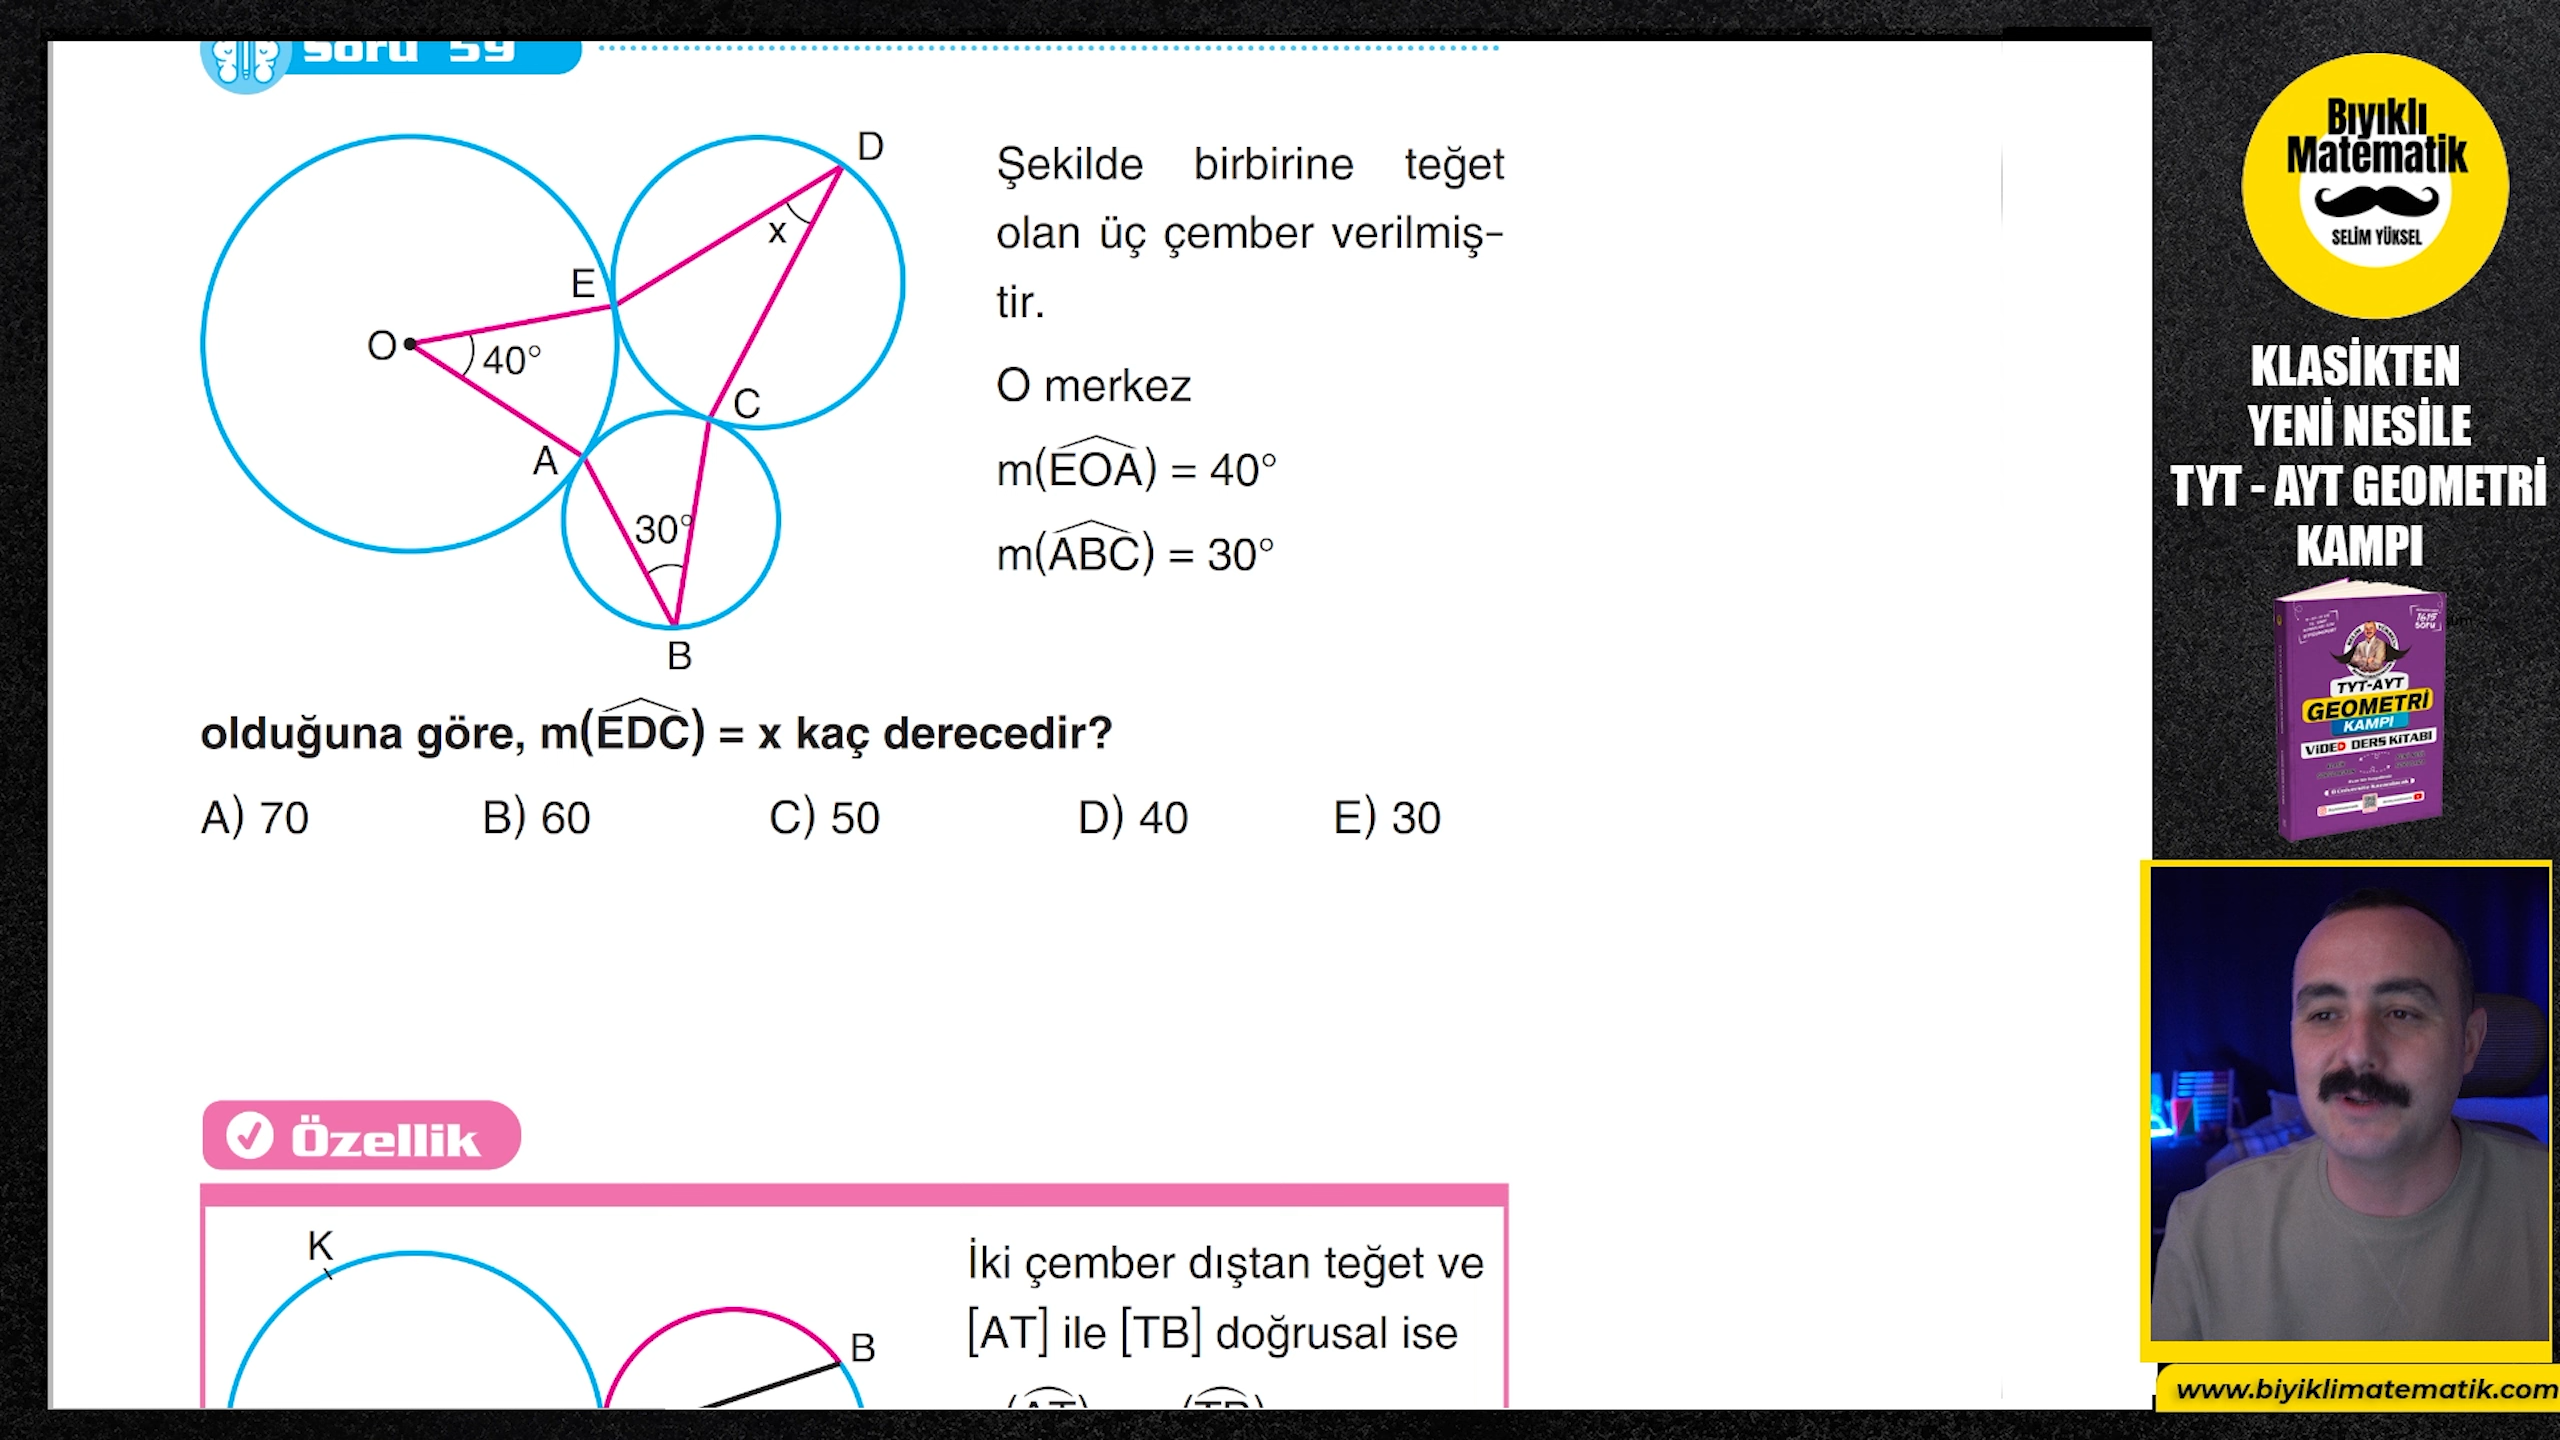 Soru 59
D
x
E
O
40°
C
A
30°
B
Şekilde birbirine teğet
olan üç çember verilmiş-
tir.
O merkez
m(EOA) = 40°
m(ABC) = 30°
olduğuna göre, m(EDC) = x kaç derecedir?
A) 70 B) 60 C) 50 D) 40 E) 30
Özellik
K
B
İki çember dıştan teğet ve
[AT] ile [TB] doğrusal ise
Bıyıklı
Matematik
SELİM YÜKSEL
KLASİKTEN
YENİ NESİLE
TYT - AYT GEOMETRİ
KAMPI
1615
soru
TYT-AYT
GEOMETRİ
KAMPI
VİDEO DERS KİTABI
www.biyiklimatematik.com